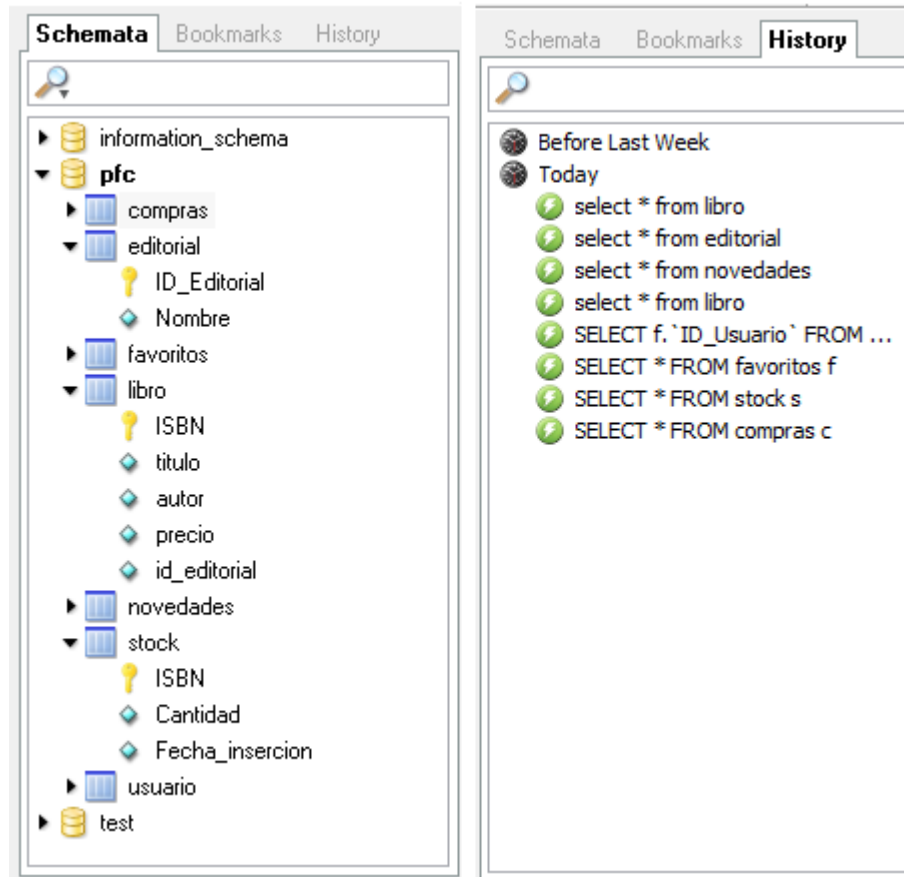 Schemata Bookmarks History
information_schema
pfc
compras
editorial
ID_Editorial
Nombre
favoritos
libro
ISBN
titulo
autor
precio
id_editorial
novedades
stock
ISBN
Cantidad
Fecha_insercion
usuario
test
Schemata Bookmarks History
Before Last Week
Today
select * from libro
select * from editorial
select * from novedades
select * from libro
SELECT f.`ID_Usuario` FROM ...
SELECT * FROM favoritos f
SELECT * FROM stock s
SELECT * FROM compras c